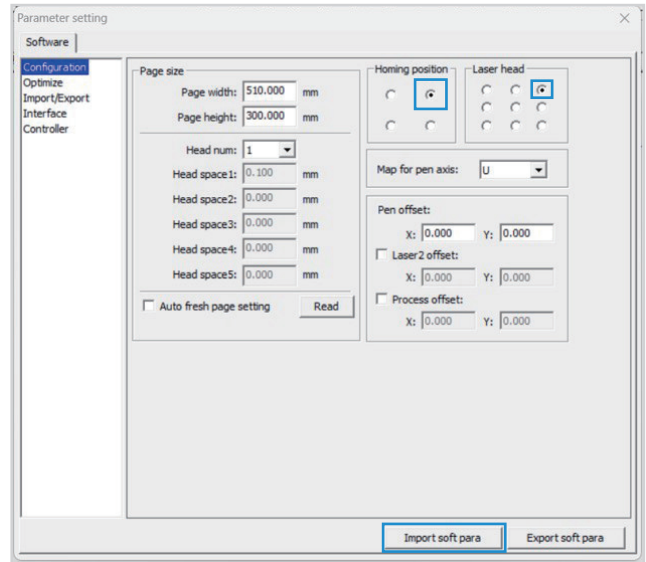 Parameter setting
Software
Configuration
Optimize
Import/Export
Interface
Controller
Page size
Page width: 510.000 mm
Page height: 300.000 mm
Head num: 1
Head space1: 0.100 mm
Head space2: 0.000 mm
Head space3: 0.000 mm
Head space4: 0.000 mm
Head space5: 0.000 mm
Auto fresh page setting Read
Homing position
Laser head
Map for pen axis: U
Pen offset:
X: 0.000 Y: 0.000
Laser2 offset:
X: 0.000 Y: 0.000
Process offset:
X: 0.000 Y: 0.000
Import soft para Export soft para